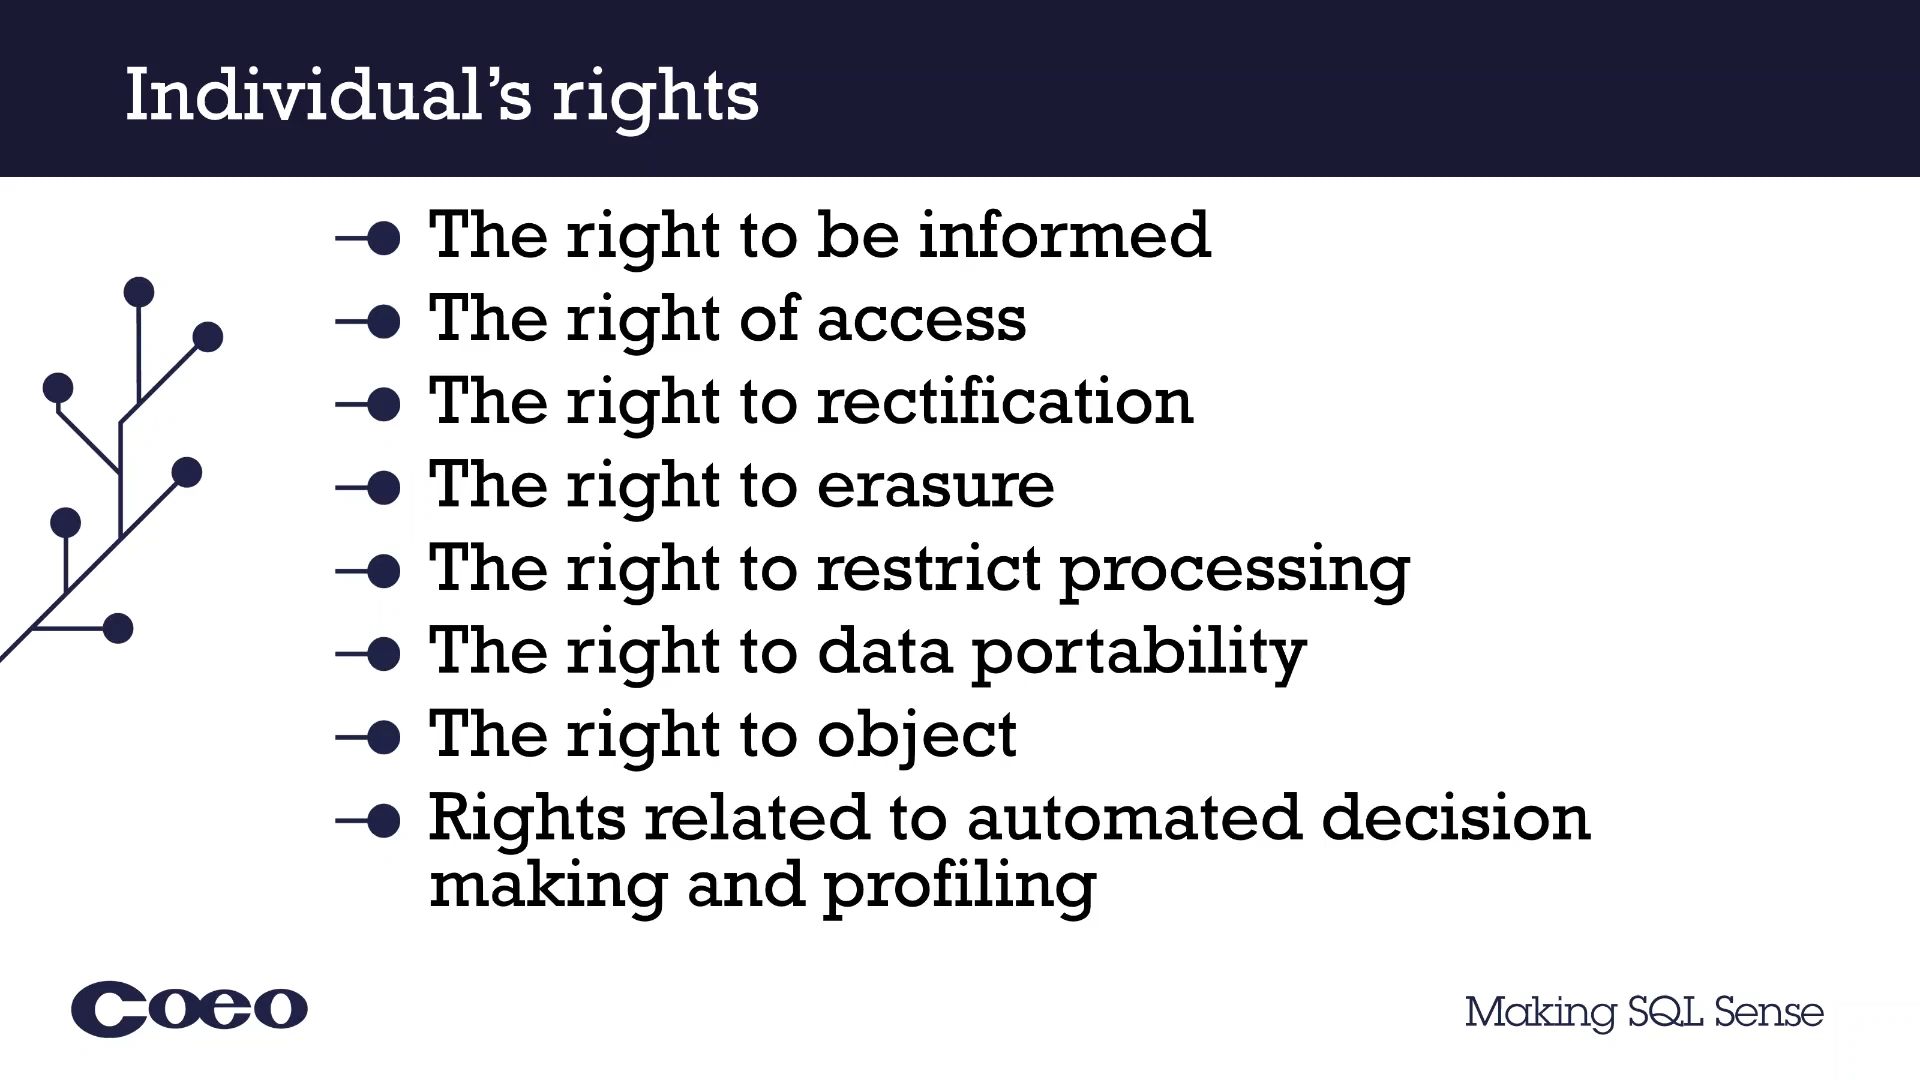 Individual’s rights
The right to be informed
The right of access
The right to rectification
The right to erasure
The right to restrict processing
The right to data portability
The right to object
Rights related to automated decision
making and profiling
Coeo
Making SQL Sense